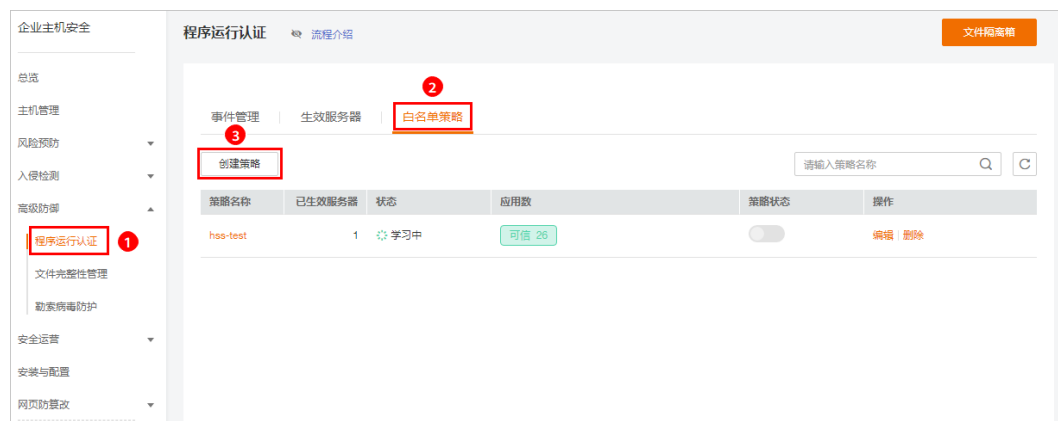 企业主机安全
程序运行认证 流程介绍 文件隔离箱
总览
主机管理
风险预防
入侵检测
高级防御
程序运行认证 1
文件完整性管理
勒索病毒防护
安全运营
安装与配置
网页防篡改
2
事件管理 生效服务器 白名单策略
3
创建策略 请输入策略名称
策略名称 已生效服务器 状态 应用数 策略状态 操作
hss-test 1 学习中 可信 26 编辑 删除